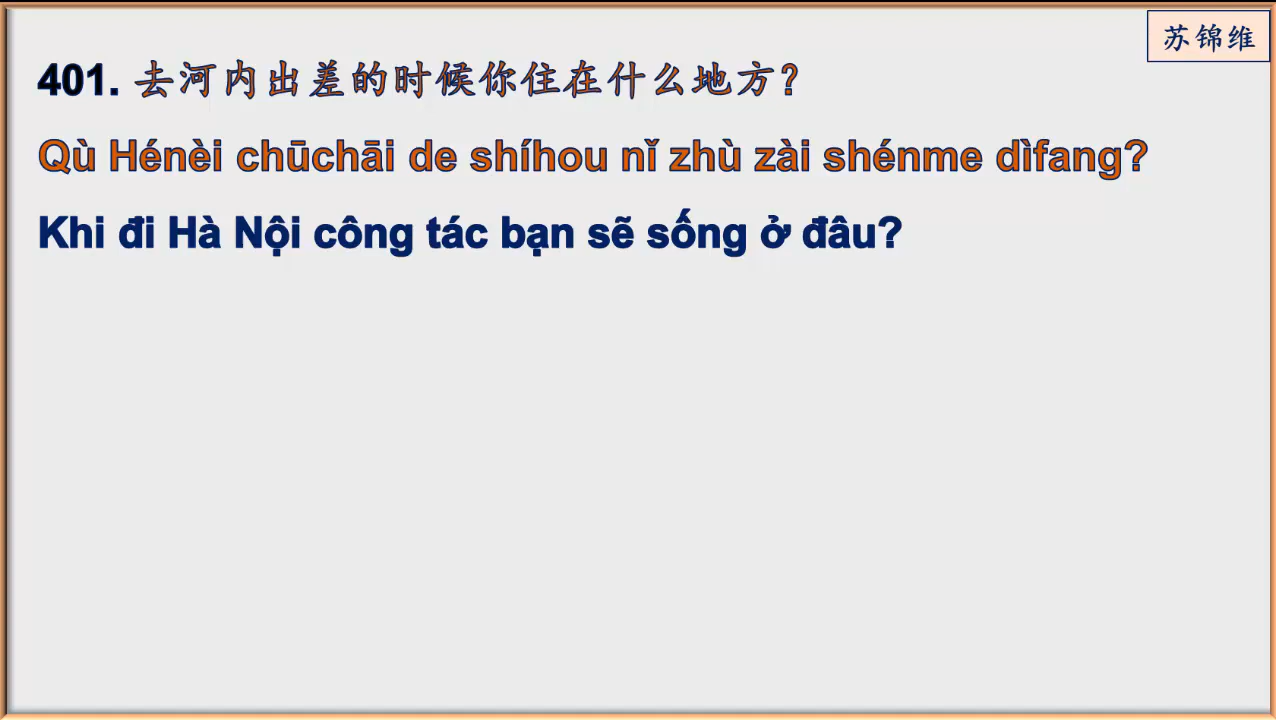 苏锦维
401. 去河内出差的时候你住在什么地方？
Qù Hénèi chūchāi de shíhou nǐ zhù zài shénme dìfang?
Khi đi Hà Nội công tác bạn sẽ sống ở đâu?